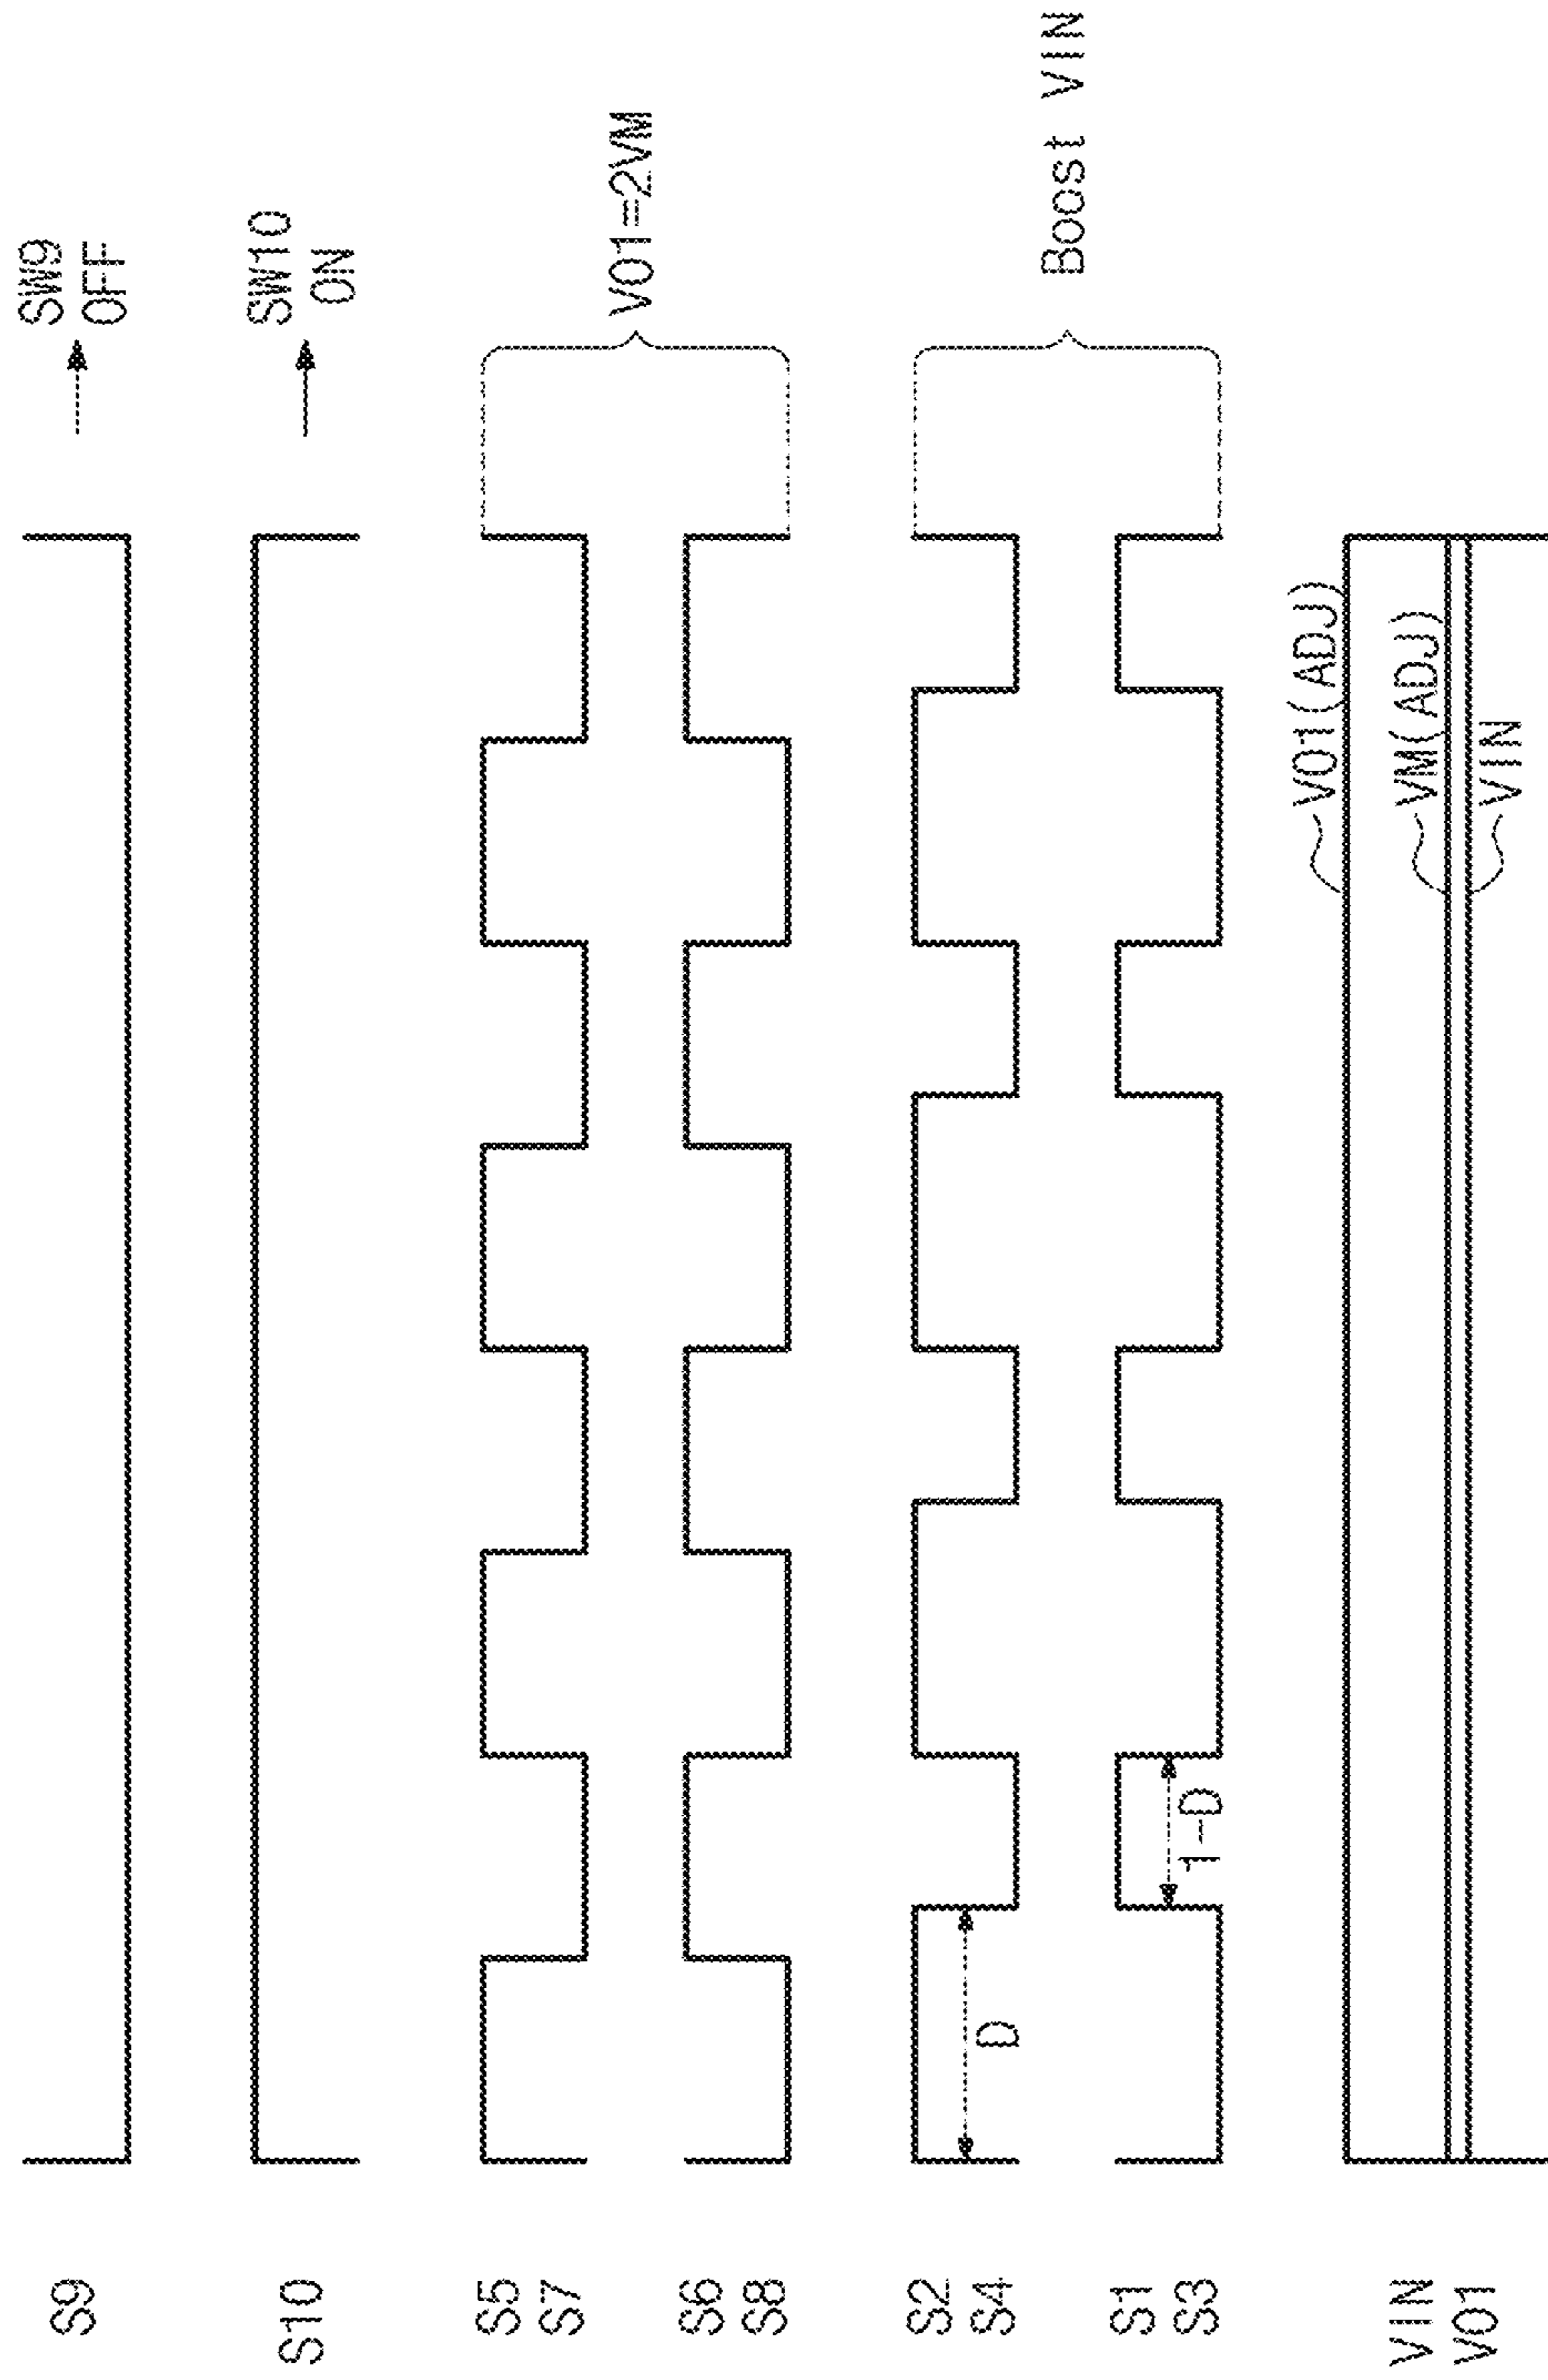 S9
SW9
OFF
S10
SW10
ON
S5
S7
S6
S8
VO1=2VM
S2
S4
D
S1
S3
1-D
Boost VIN
VIN
VO1
VO1(ADJ)
VM(ADJ)
VIN